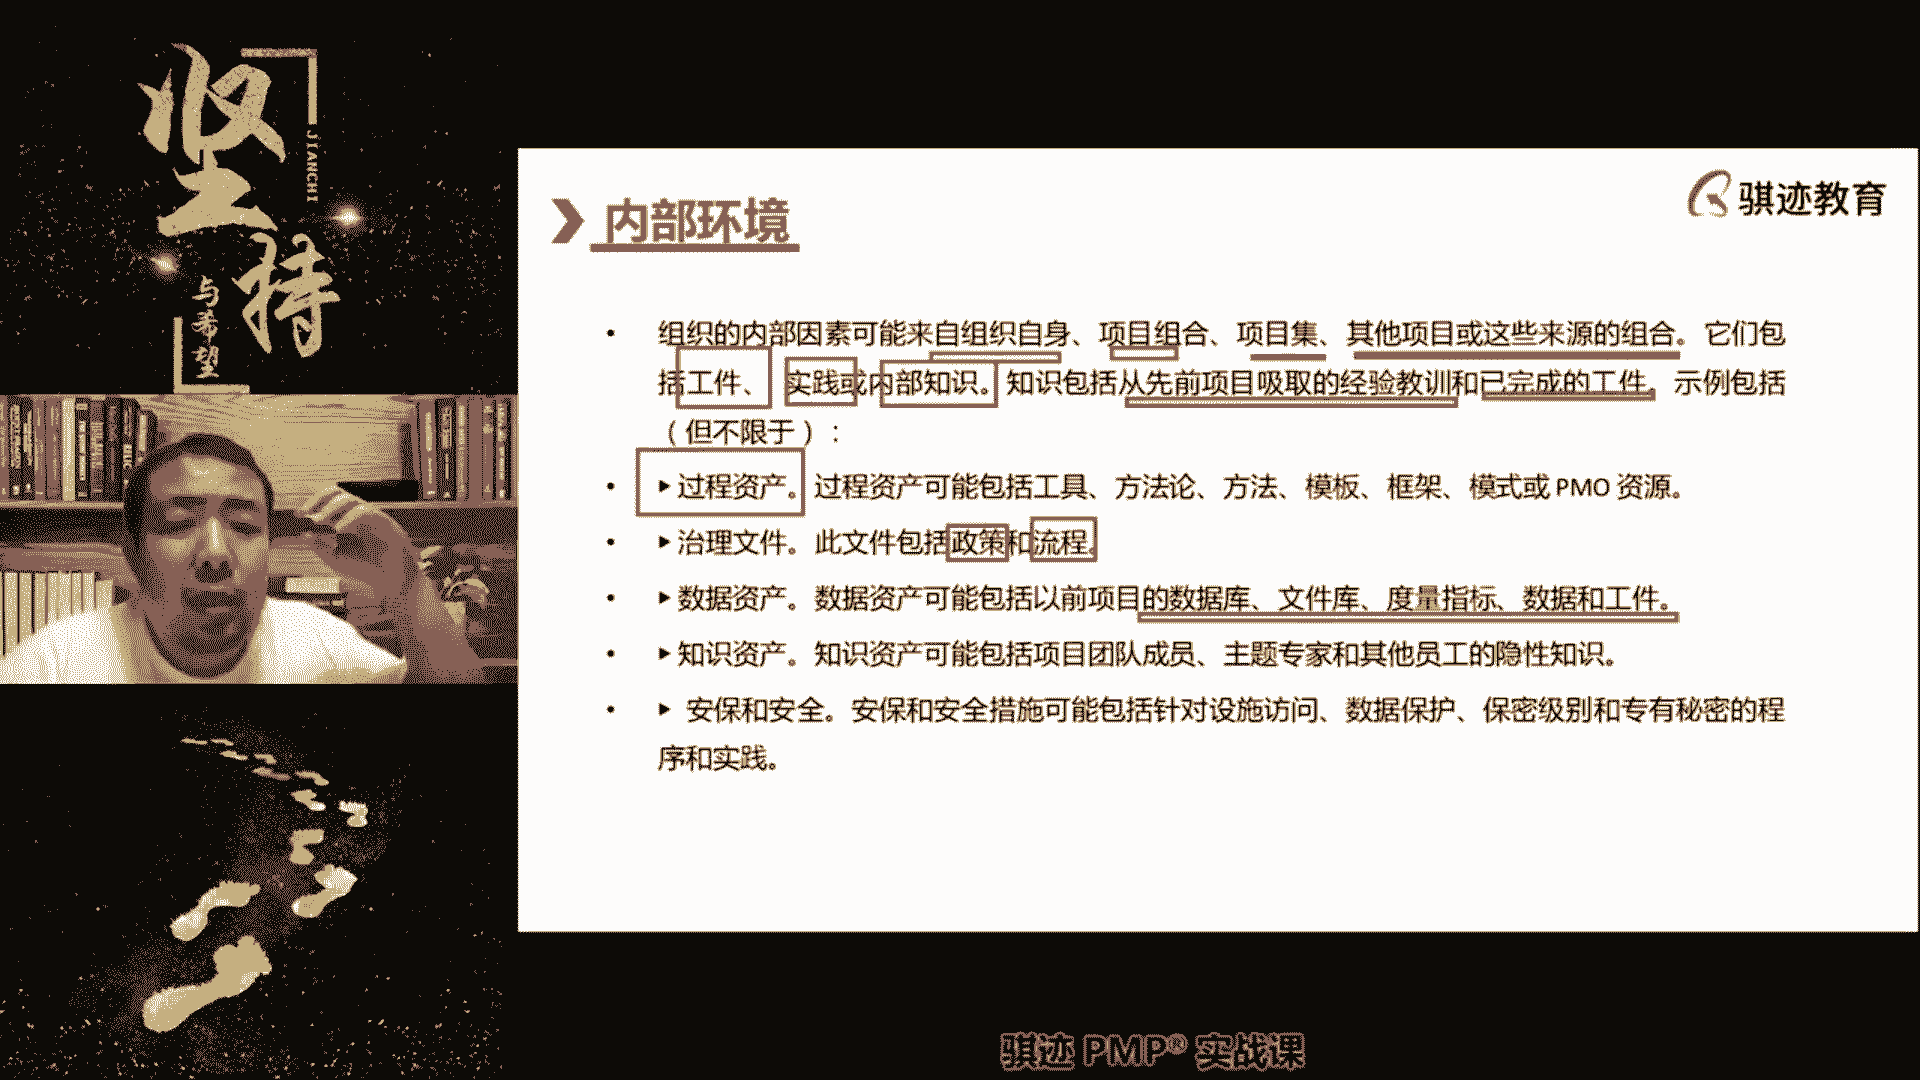 坚持
JIANCHI
与希望
骐迹教育
内部环境
• 组织的内部因素可能来自组织自身、项目组合、项目集、其他项目或这些来源的组合。它们包
括工件、 实践或内部知识。知识包括从先前项目吸取的经验教训和已完成的工件。示例包括
（但不限于）：
• ▶过程资产。过程资产可能包括工具、方法论、方法、模板、框架、模式或 PMO 资源。
• ▶治理文件。此文件包括政策和流程。
• ▶数据资产。数据资产可能包括以前项目的数据库、文件库、度量指标、数据和工件。
• ▶知识资产。知识资产可能包括项目团队成员、主题专家和其他员工的隐性知识。
• ▶ 安保和安全。安保和安全措施可能包括针对设施访问、数据保护、保密级别和专有秘密的程
序和实践。
骐迹 PMP® 实战课